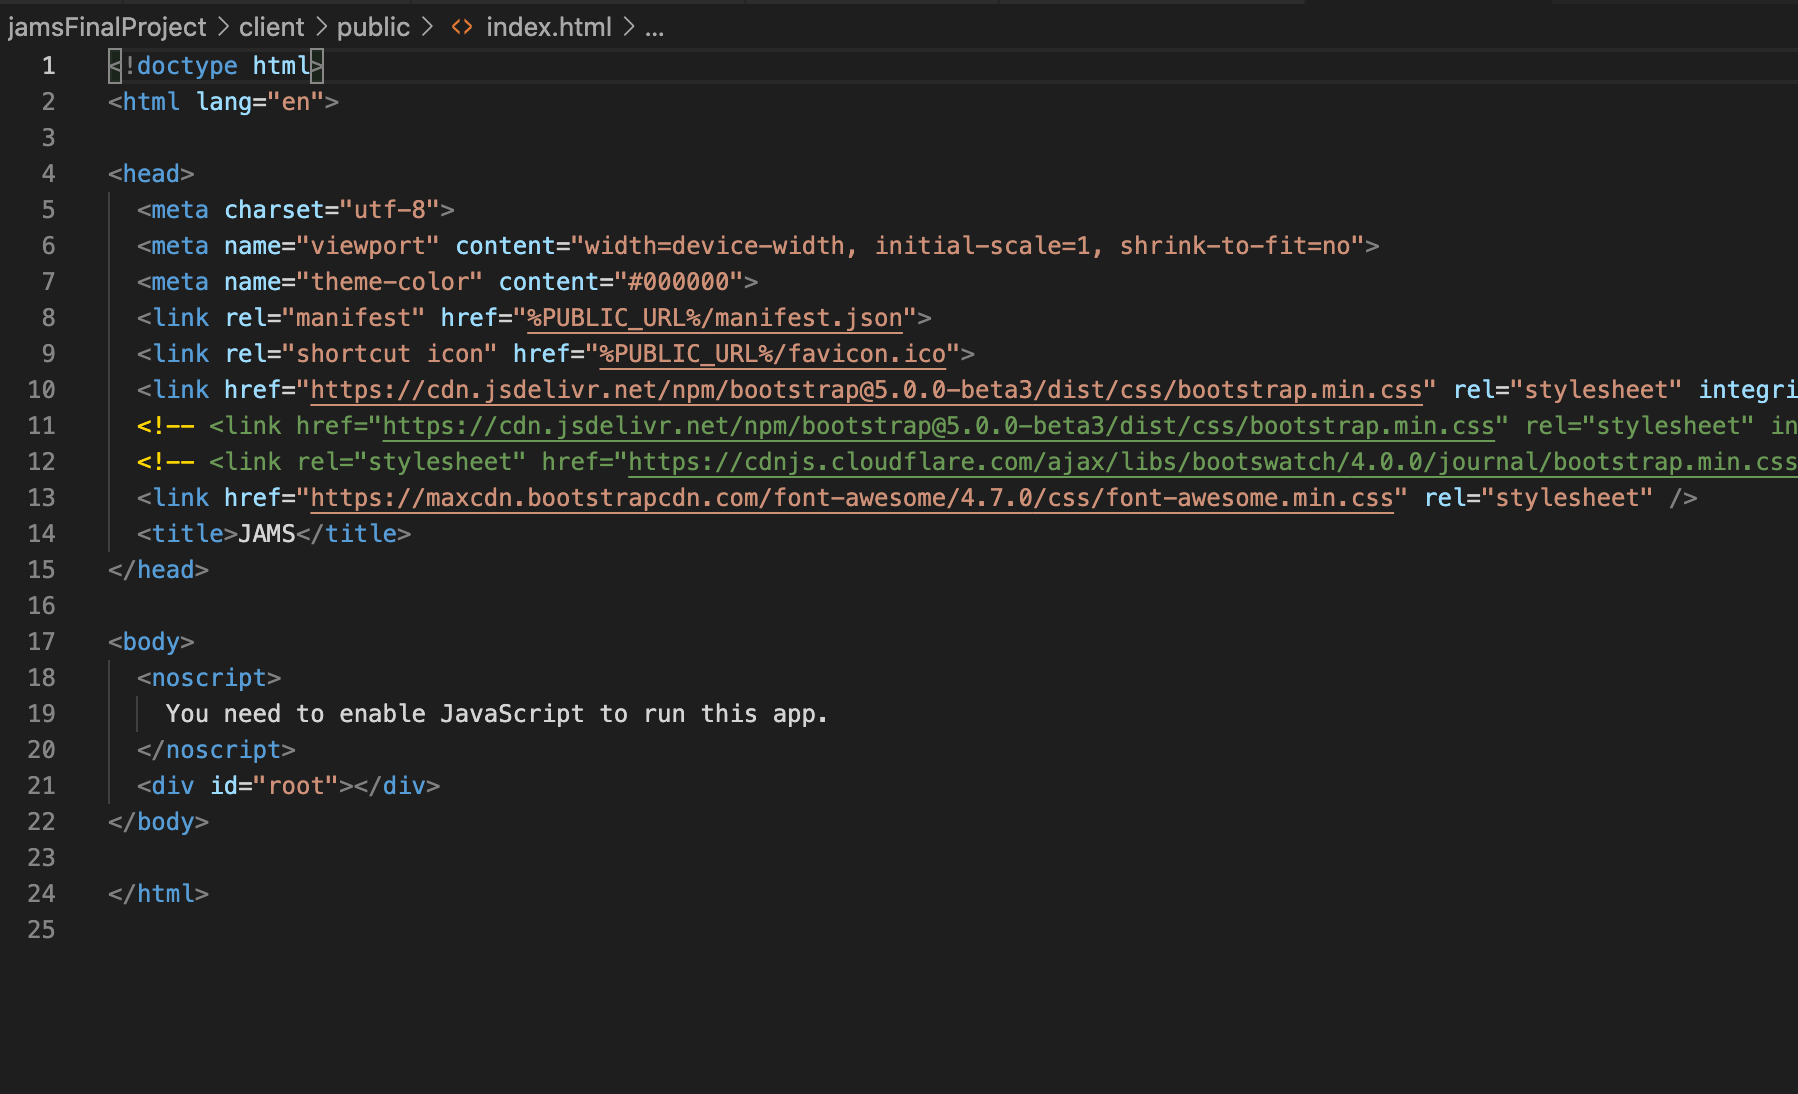 jamsFinalProject > client > public > <> index.html > ...
1 <!doctype html>
2 <html lang="en">
3
4 <head>
5 <meta charset="utf-8">
6 <meta name="viewport" content="width=device-width, initial-scale=1, shrink-to-fit=no">
7 <meta name="theme-color" content="#000000">
8 <link rel="manifest" href="%PUBLIC_URL%/manifest.json">
9 <link rel="shortcut icon" href="%PUBLIC_URL%/favicon.ico">
10 <link href="https://cdn.jsdelivr.net/npm/bootstrap@5.0.0-beta3/dist/css/bootstrap.min.css" rel="stylesheet" integri
11 <!-- <link href="https://cdn.jsdelivr.net/npm/bootstrap@5.0.0-beta3/dist/css/bootstrap.min.css" rel="stylesheet" in
12 <!-- <link rel="stylesheet" href="https://cdnjs.cloudflare.com/ajax/libs/bootswatch/4.0.0/journal/bootstrap.min.css
13 <link href="https://maxcdn.bootstrapcdn.com/font-awesome/4.7.0/css/font-awesome.min.css" rel="stylesheet" />
14 <title>JAMS</title>
15 </head>
16
17 <body>
18 <noscript>
19 You need to enable JavaScript to run this app.
20 </noscript>
21 <div id="root"></div>
22 </body>
23
24 </html>
25